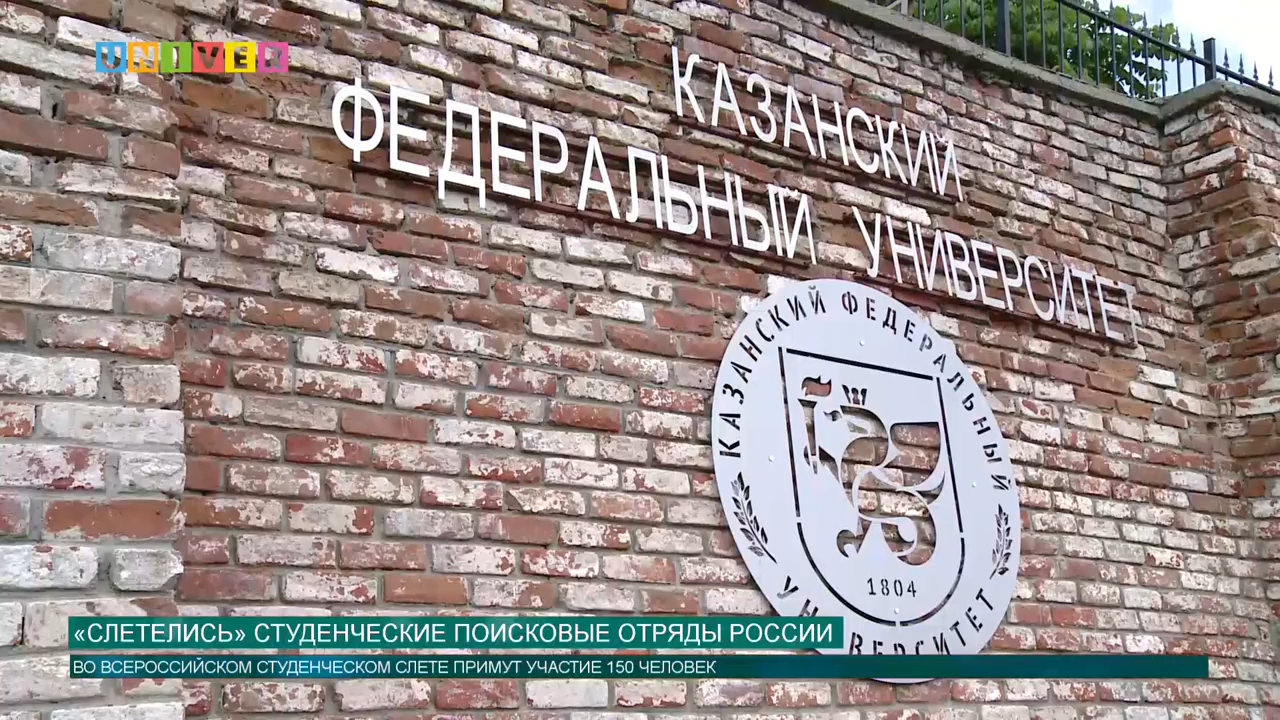 UNIVER
КАЗАНСКИЙ
ФЕДЕРАЛЬНЫЙ УНИВЕРСИТЕТ
КАЗАНСКИЙ ФЕДЕРАЛЬНЫЙ
1804
УНИВЕРСИТЕТ
«СЛЕТЕЛИСЬ» СТУДЕНЧЕСКИЕ ПОИСКОВЫЕ ОТРЯДЫ РОССИИ
ВО ВСЕРОССИЙСКОМ СТУДЕНЧЕСКОМ СЛЕТЕ ПРИМУТ УЧАСТИЕ 150 ЧЕЛОВЕК